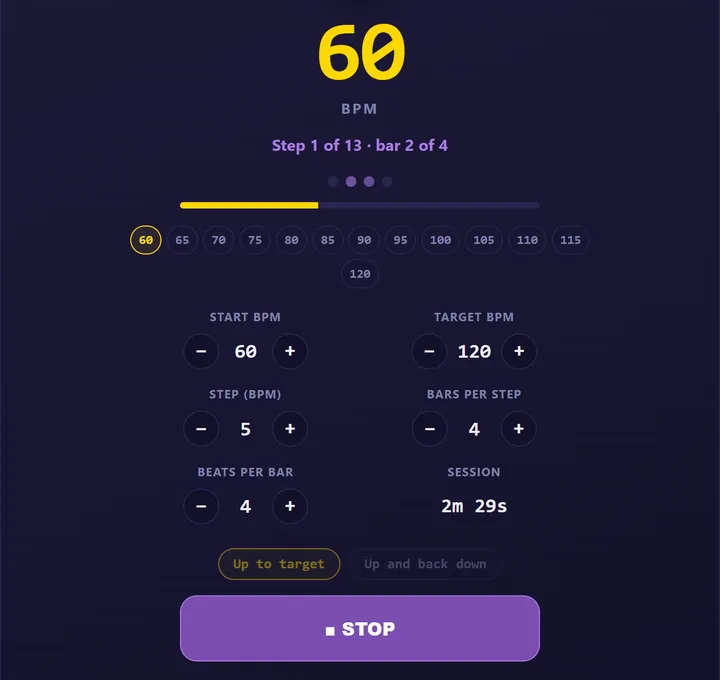 60
BPM
Step 1 of 13 · bar 2 of 4
60 65 70 75 80 85 90 95 100 105 110 115
120
START BPM TARGET BPM
− 60 + − 120 +
STEP (BPM) BARS PER STEP
− 5 + − 4 +
BEATS PER BAR SESSION
− 4 + 2m 29s
Up to target Up and back down
■ STOP